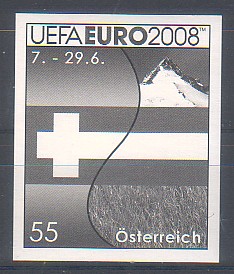 UEFAEURO2008™
7. - 29.6.
55 Österreich